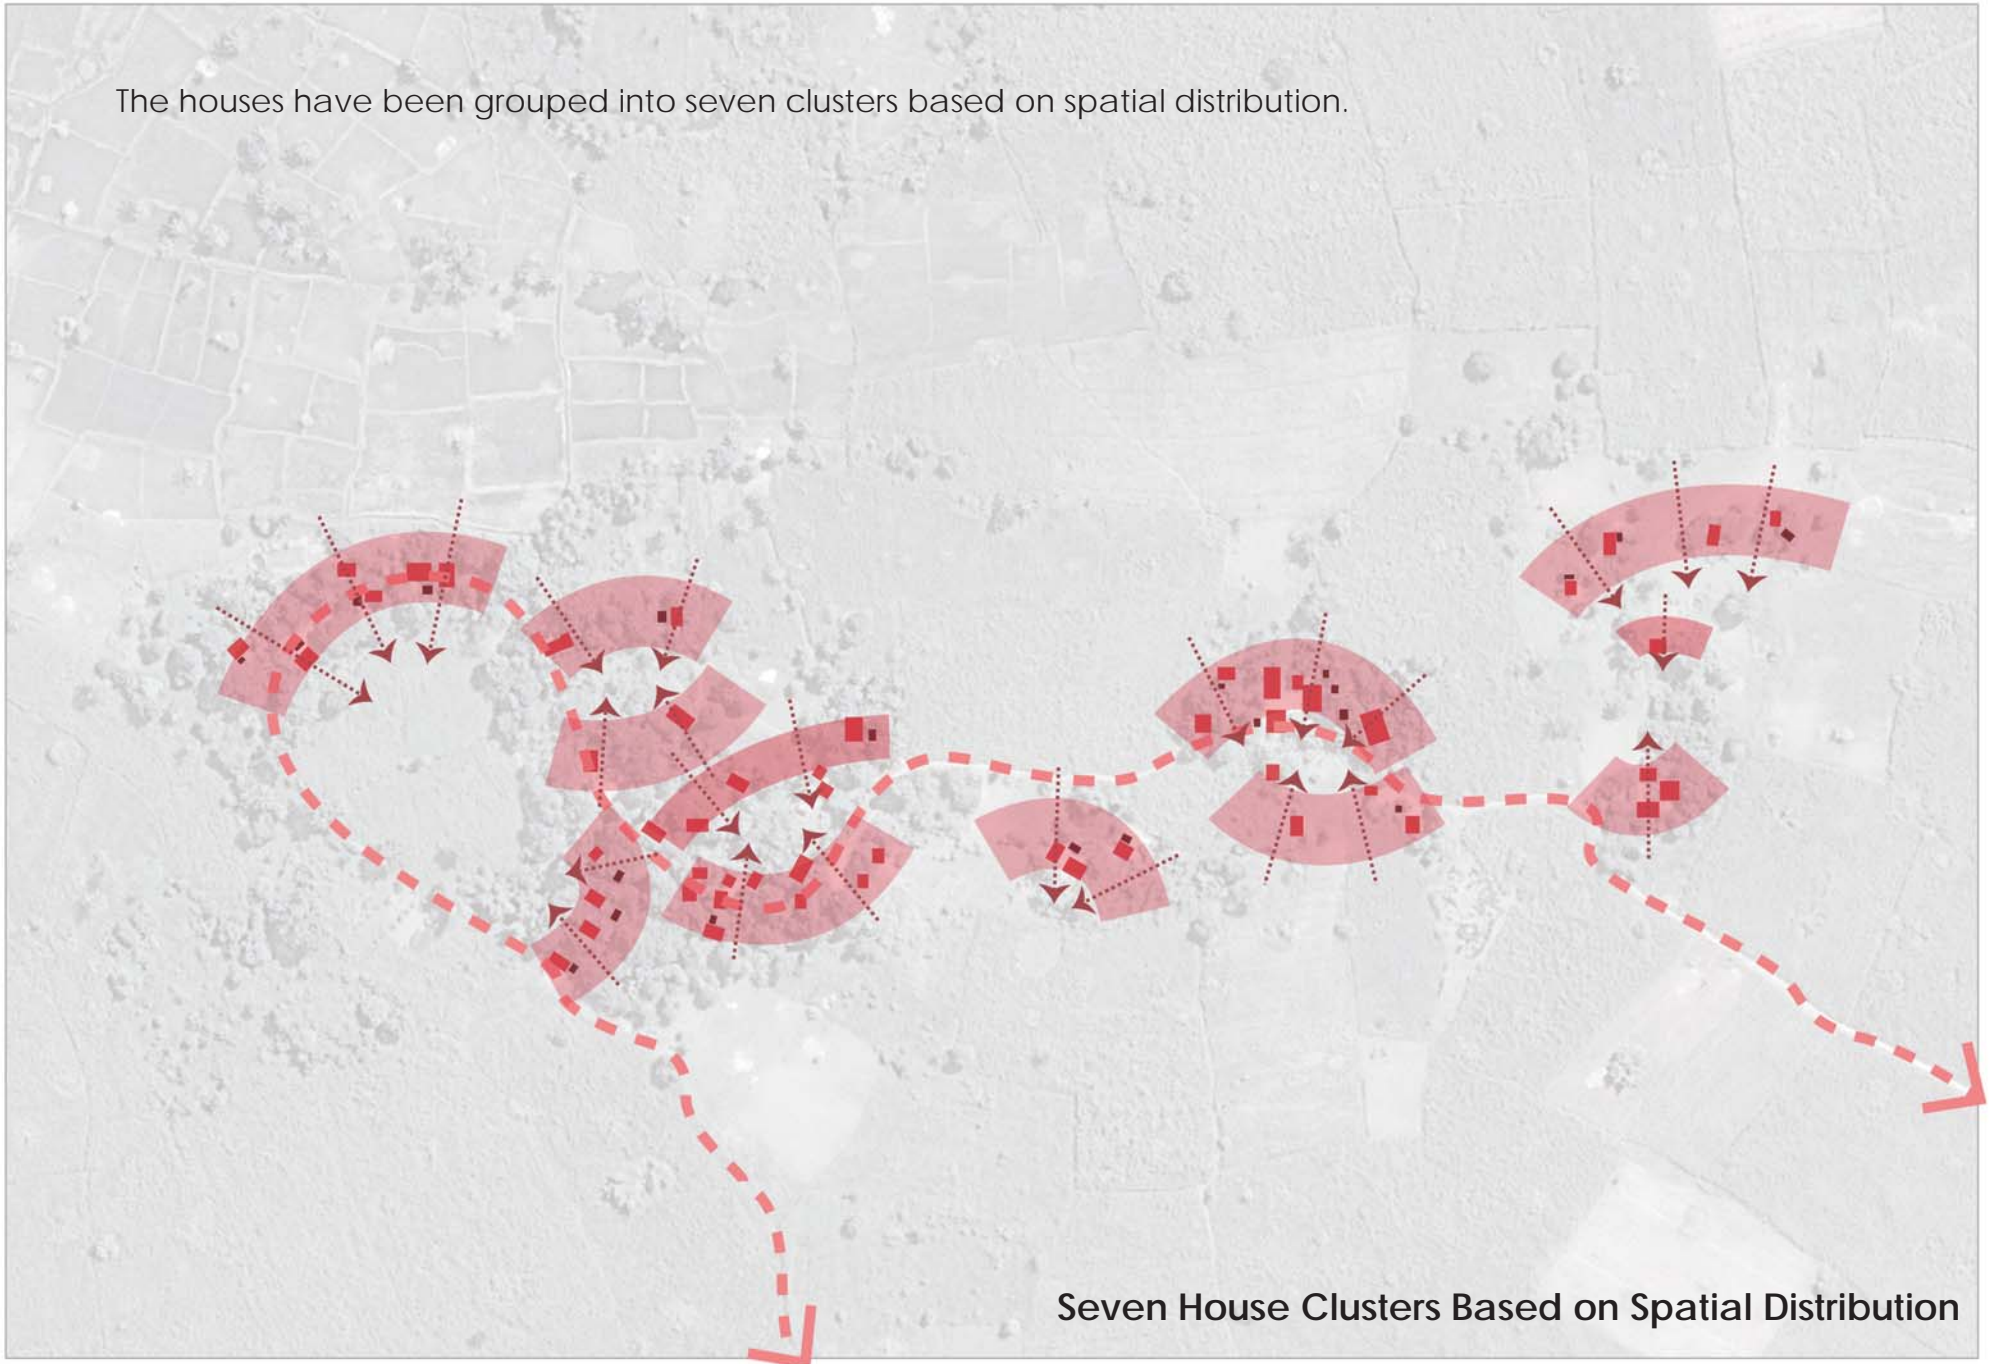 The houses have been grouped into seven clusters based on spatial distribution.
Seven House Clusters Based on Spatial Distribution